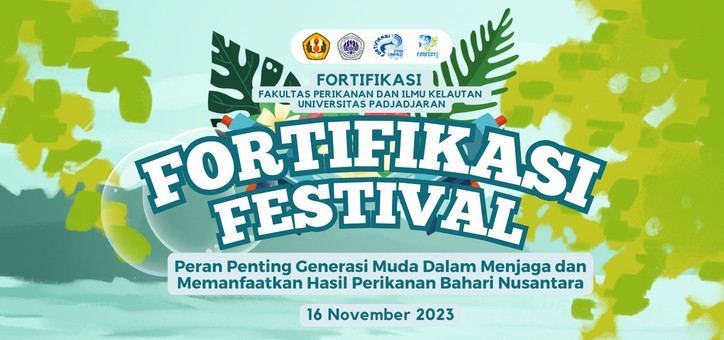 FORTIFIKASI
FAKULTAS PERIKANAN DAN ILMU KELAUTAN
UNIVERSITAS PADJADJARAN
FORTIFIKASI
FESTIVAL
Peran Penting Generasi Muda Dalam Menjaga dan
Memanfaatkan Hasil Perikanan Bahari Nusantara
16 November 2023